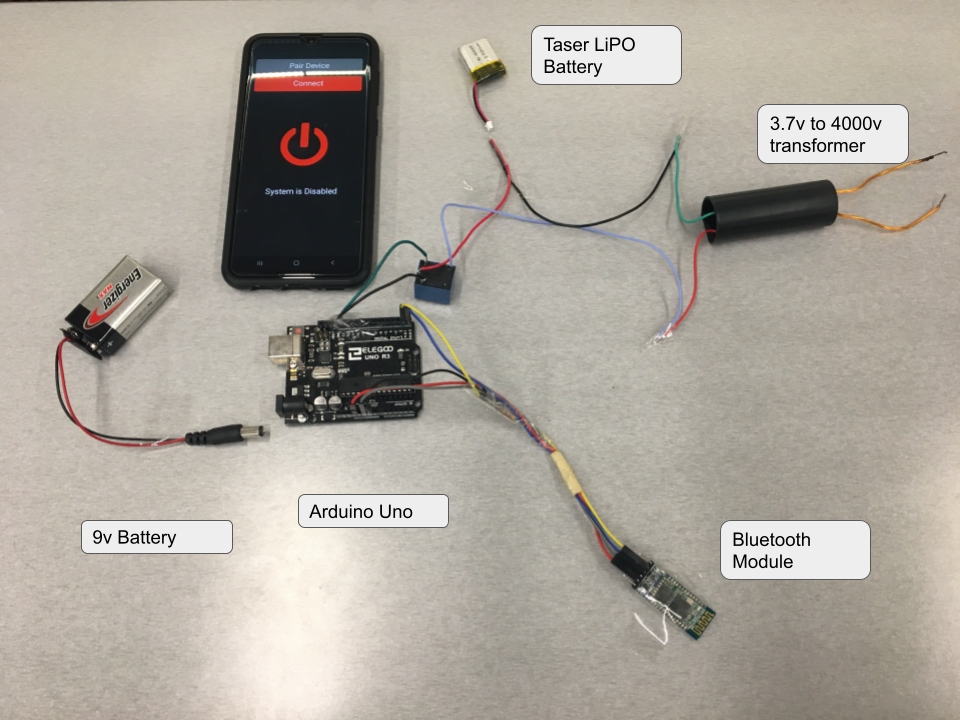 Taser LiPO
Battery
Pair Device
Connect
3.7v to 4000v
transformer
System is Disabled
Energizer
MAX
ELEGOO
UNO R3
Arduino Uno
9v Battery
Bluetooth
Module